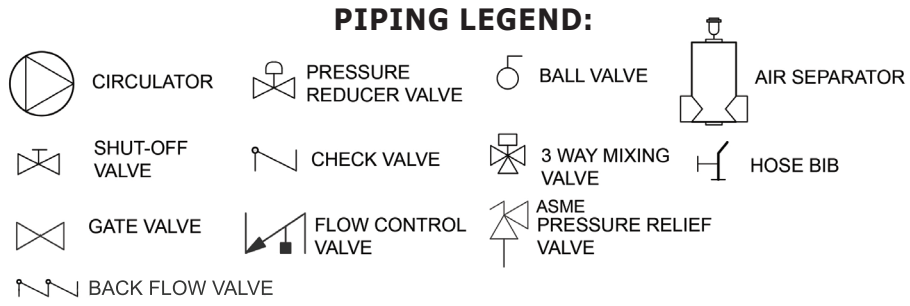 PIPING LEGEND:
CIRCULATOR
PRESSURE
REDUCER VALVE
BALL VALVE
AIR SEPARATOR
SHUT-OFF
VALVE
CHECK VALVE
3 WAY MIXING
VALVE
HOSE BIB
GATE VALVE
FLOW CONTROL
VALVE
ASME
PRESSURE RELIEF
VALVE
BACK FLOW VALVE